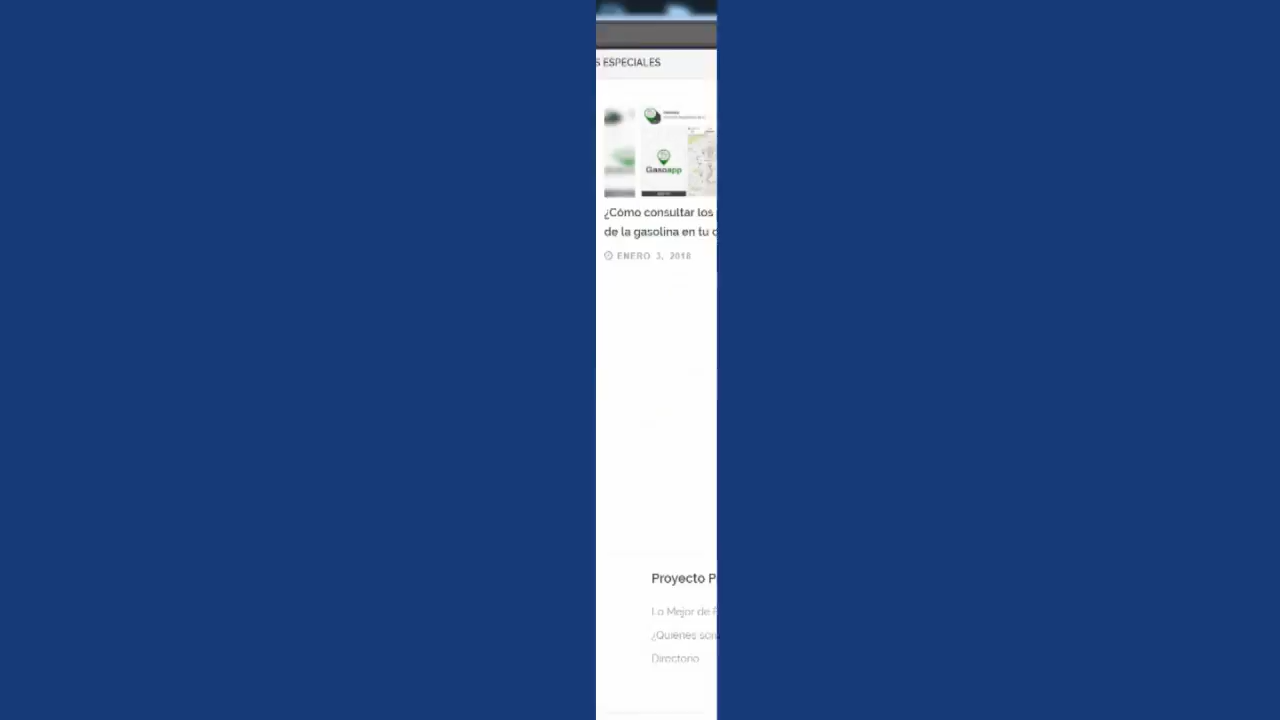 S ESPECIALES
Gasoapp
¿Cómo consultar los
de la gasolina en tu c
ENERO 3, 2018
Proyecto P
Lo Mejor de P
¿Quiénes som
Directorio